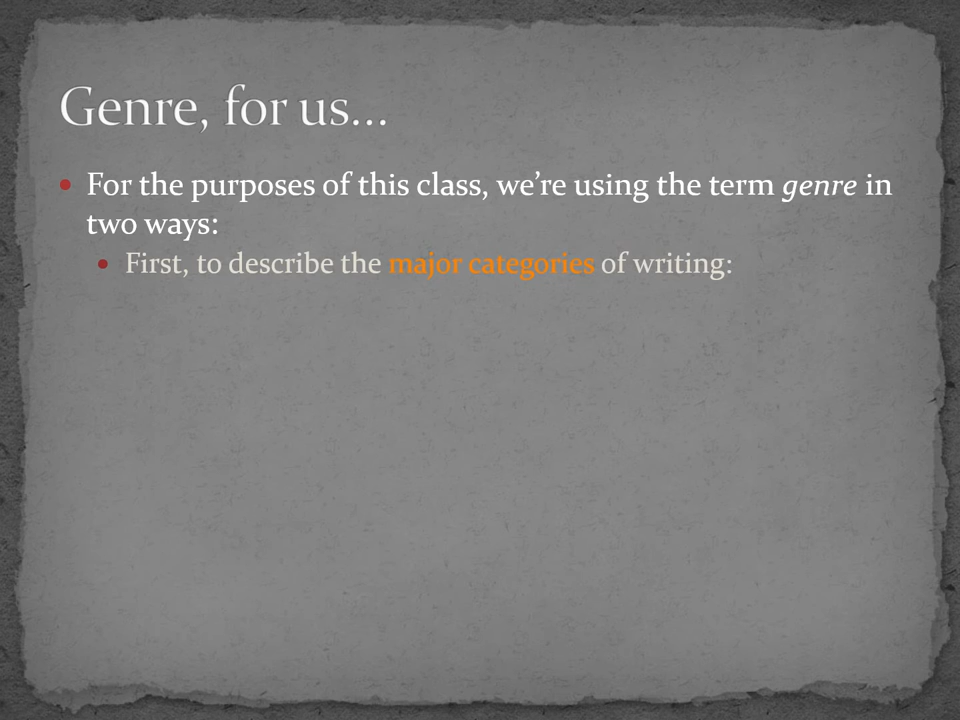 Genre, for us…
For the purposes of this class, we’re using the term genre in
two ways:
First, to describe the major categories of writing: